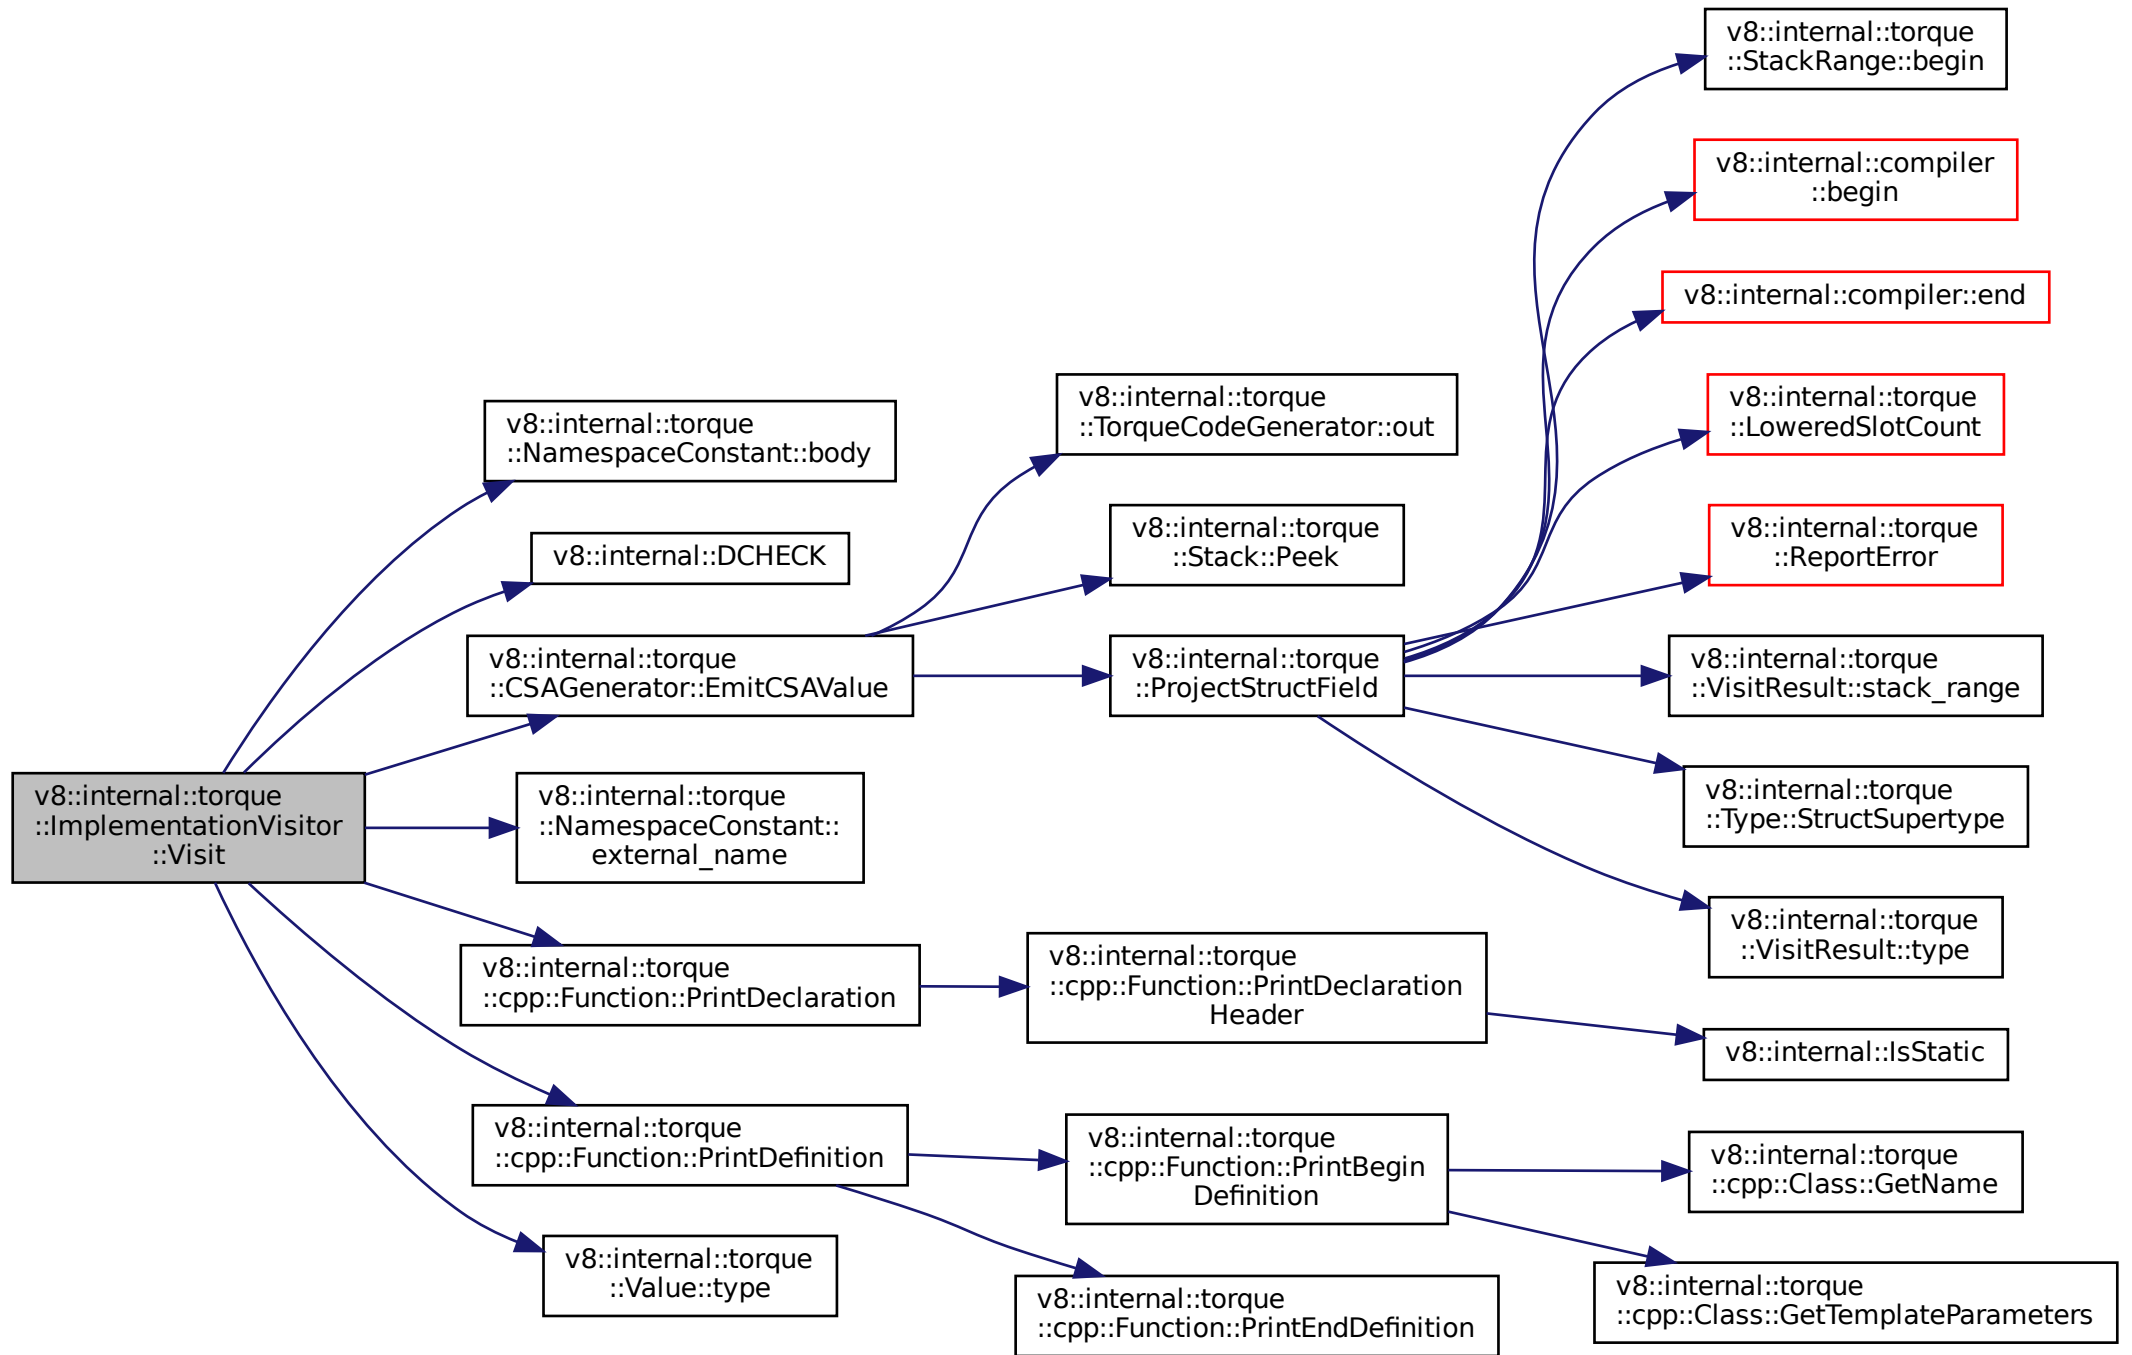 v8::internal::torque
::ImplementationVisitor
::Visit
v8::internal::torque
::NamespaceConstant::body
v8::internal::DCHECK
v8::internal::torque
::CSAGenerator::EmitCSAValue
v8::internal::torque
::NamespaceConstant::
external_name
v8::internal::torque
::cpp::Function::PrintDeclaration
v8::internal::torque
::cpp::Function::PrintDefinition
v8::internal::torque
::Value::type
v8::internal::torque
::TorqueCodeGenerator::out
v8::internal::torque
::Stack::Peek
v8::internal::torque
::ProjectStructField
v8::internal::torque
::cpp::Function::PrintDeclaration
Header
v8::internal::torque
::cpp::Function::PrintBegin
Definition
v8::internal::torque
::cpp::Function::PrintEndDefinition
v8::internal::torque
::StackRange::begin
v8::internal::compiler
::begin
v8::internal::compiler::end
v8::internal::torque
::LoweredSlotCount
v8::internal::torque
::ReportError
v8::internal::torque
::VisitResult::stack_range
v8::internal::torque
::Type::StructSupertype
v8::internal::torque
::VisitResult::type
v8::internal::IsStatic
v8::internal::torque
::cpp::Class::GetName
v8::internal::torque
::cpp::Class::GetTemplateParameters